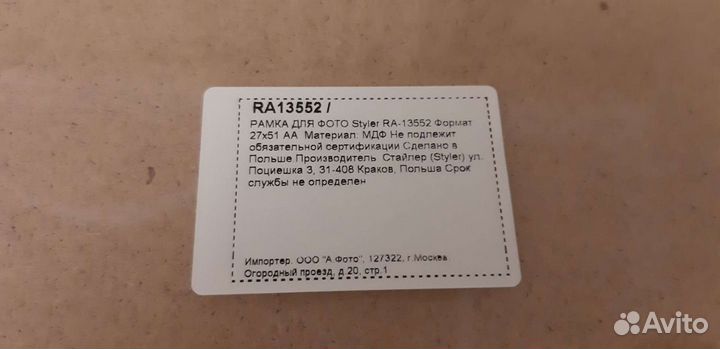 RA13552 /
РАМКА ДЛЯ ФОТО Styler RA-13552 Формат
27x51 AA Материал: МДФ Не подлежит
обязательной сертификации Сделано в
Польше Производитель Стайлер (Styler) ул.
Поциешка 3, 31-408 Краков, Польша Срок
службы не определен
Импортер: ООО "А.Фото", 127322, г.Москва
Огородный проезд, д.20, стр.1
Avito